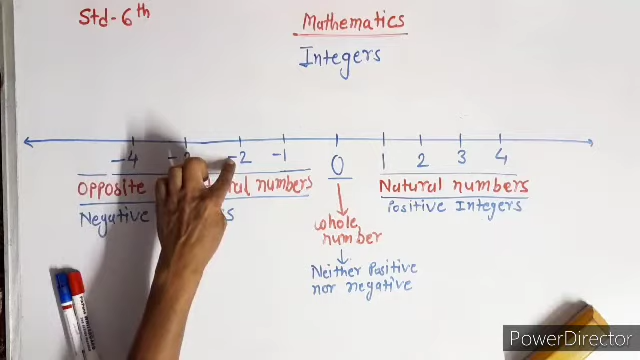 Std-6th
Mathematics
Integers
-4 - -2 -1 0 1 2 3 4
Opposite numbers
Natural numbers
Negative
Positive Integers
whole
number
Neither Positive
nor negative
PowerDirector